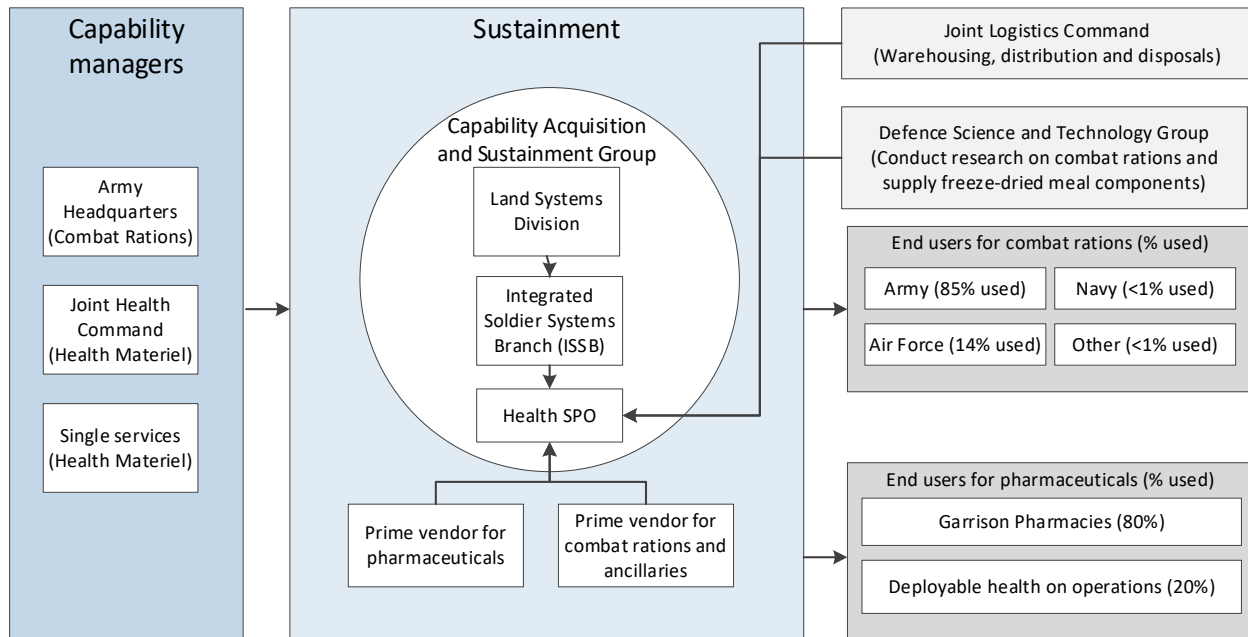 Capability
managers
Army
Headquarters
(Combat Rations)
Joint Health
Command
(Health Materiel)
Single services
(Health Materiel)
Sustainment
Capability Acquisition
and Sustainment Group
Land Systems
Division
Integrated
Soldier Systems
Branch (ISSB)
Health SPO
Prime vendor for
pharmaceuticals
Prime vendor for
combat rations and
ancillaries
Joint Logistics Command
(Warehousing, distribution and disposals)
Defence Science and Technology Group
(Conduct research on combat rations and
supply freeze-dried meal components)
End users for combat rations (% used)
Army (85% used)
Navy (<1% used)
Air Force (14% used)
Other (<1% used)
End users for pharmaceuticals (% used)
Garrison Pharmacies (80%)
Deployable health on operations (20%)